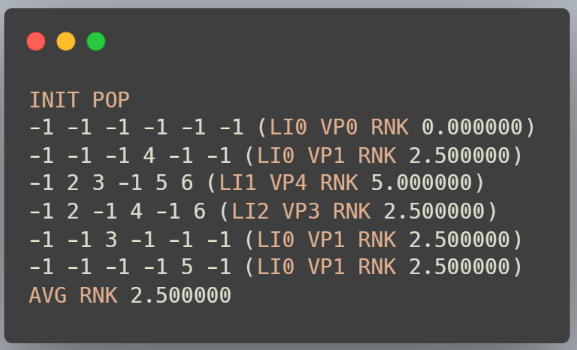 INIT POP
-1 -1 -1 -1 -1 -1 (LI0 VP0 RNK 0.000000)
-1 -1 -1 4 -1 -1 (LI0 VP1 RNK 2.500000)
-1 2 3 -1 5 6 (LI1 VP4 RNK 5.000000)
-1 2 -1 4 -1 6 (LI2 VP3 RNK 2.500000)
-1 -1 3 -1 -1 -1 (LI0 VP1 RNK 2.500000)
-1 -1 -1 -1 5 -1 (LI0 VP1 RNK 2.500000)
AVG RNK 2.500000